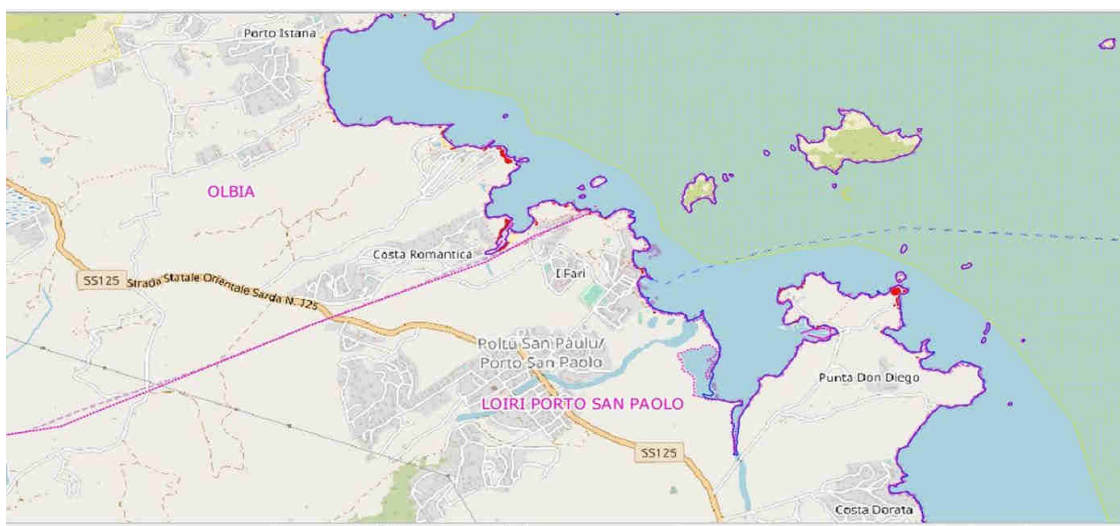 Porto Istana
OLBIA
Costa Romantica
I Fari
SS125
Strada Statale Orientale Sarda N. 125
Poltu San Paulu/
Porto San Paolo
Punta Don Diego
LOIRI PORTO SAN PAOLO
SS125
Costa Dorata